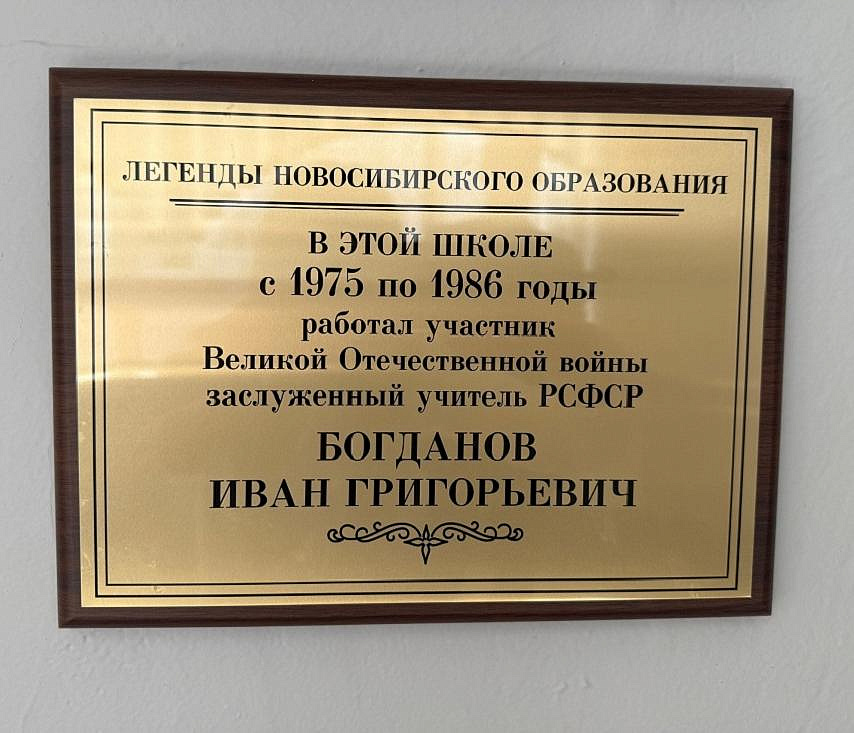 ЛЕГЕНДЫ НОВОСИБИРСКОГО ОБРАЗОВАНИЯ
В ЭТОЙ ШКОЛЕ
с 1975 по 1986 годы
работал участник
Великой Отечественной войны
заслуженный учитель РСФСР
БОГДАНОВ
ИВАН ГРИГОРЬЕВИЧ